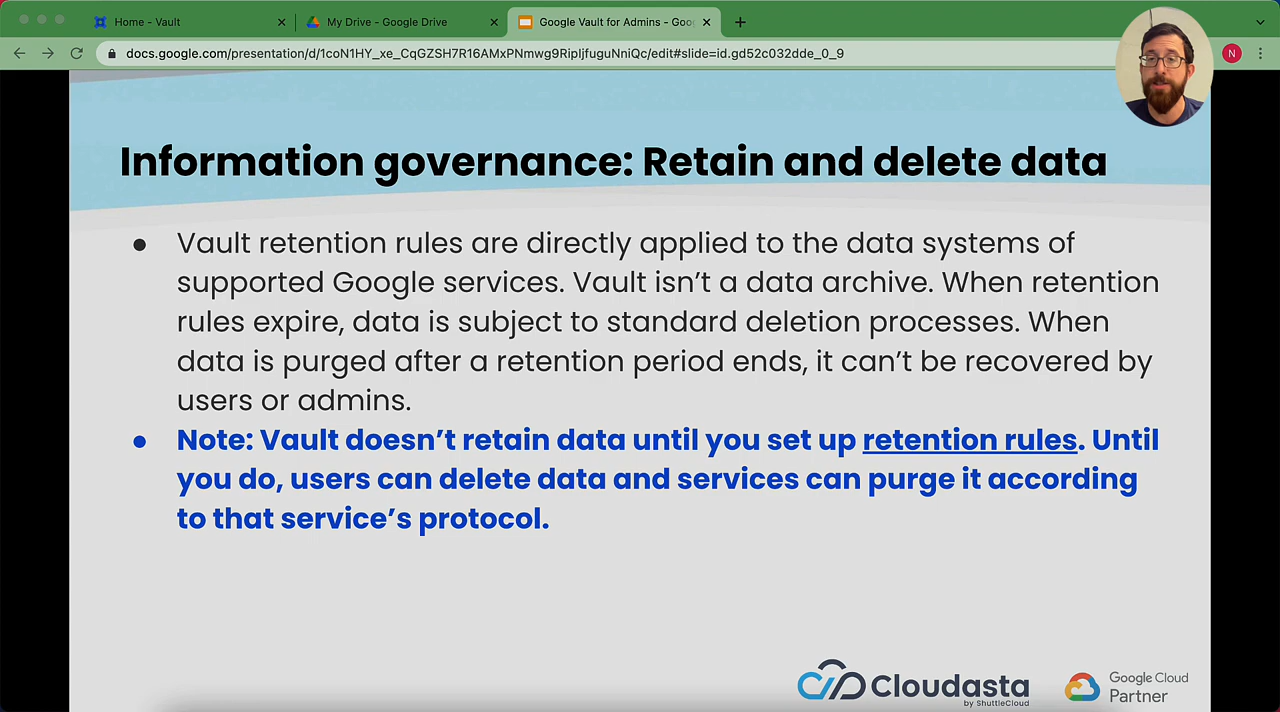 Home - Vault
My Drive - Google Drive
Google Vault for Admins - Goo
docs.google.com/presentation/d/1coN1HY_xe_CqGZSH7R16AMxPNmwg9RipIjfuguNniQc/edit#slide=id.gd52c032dde_0_9
N
Information governance: Retain and delete data
● Vault retention rules are directly applied to the data systems of
supported Google services. Vault isn’t a data archive. When retention
rules expire, data is subject to standard deletion processes. When
data is purged after a retention period ends, it can’t be recovered by
users or admins.
● Note: Vault doesn’t retain data until you set up retention rules. Until
you do, users can delete data and services can purge it according
to that service’s protocol.
Cloudasta
by ShuttleCloud
Google Cloud
Partner